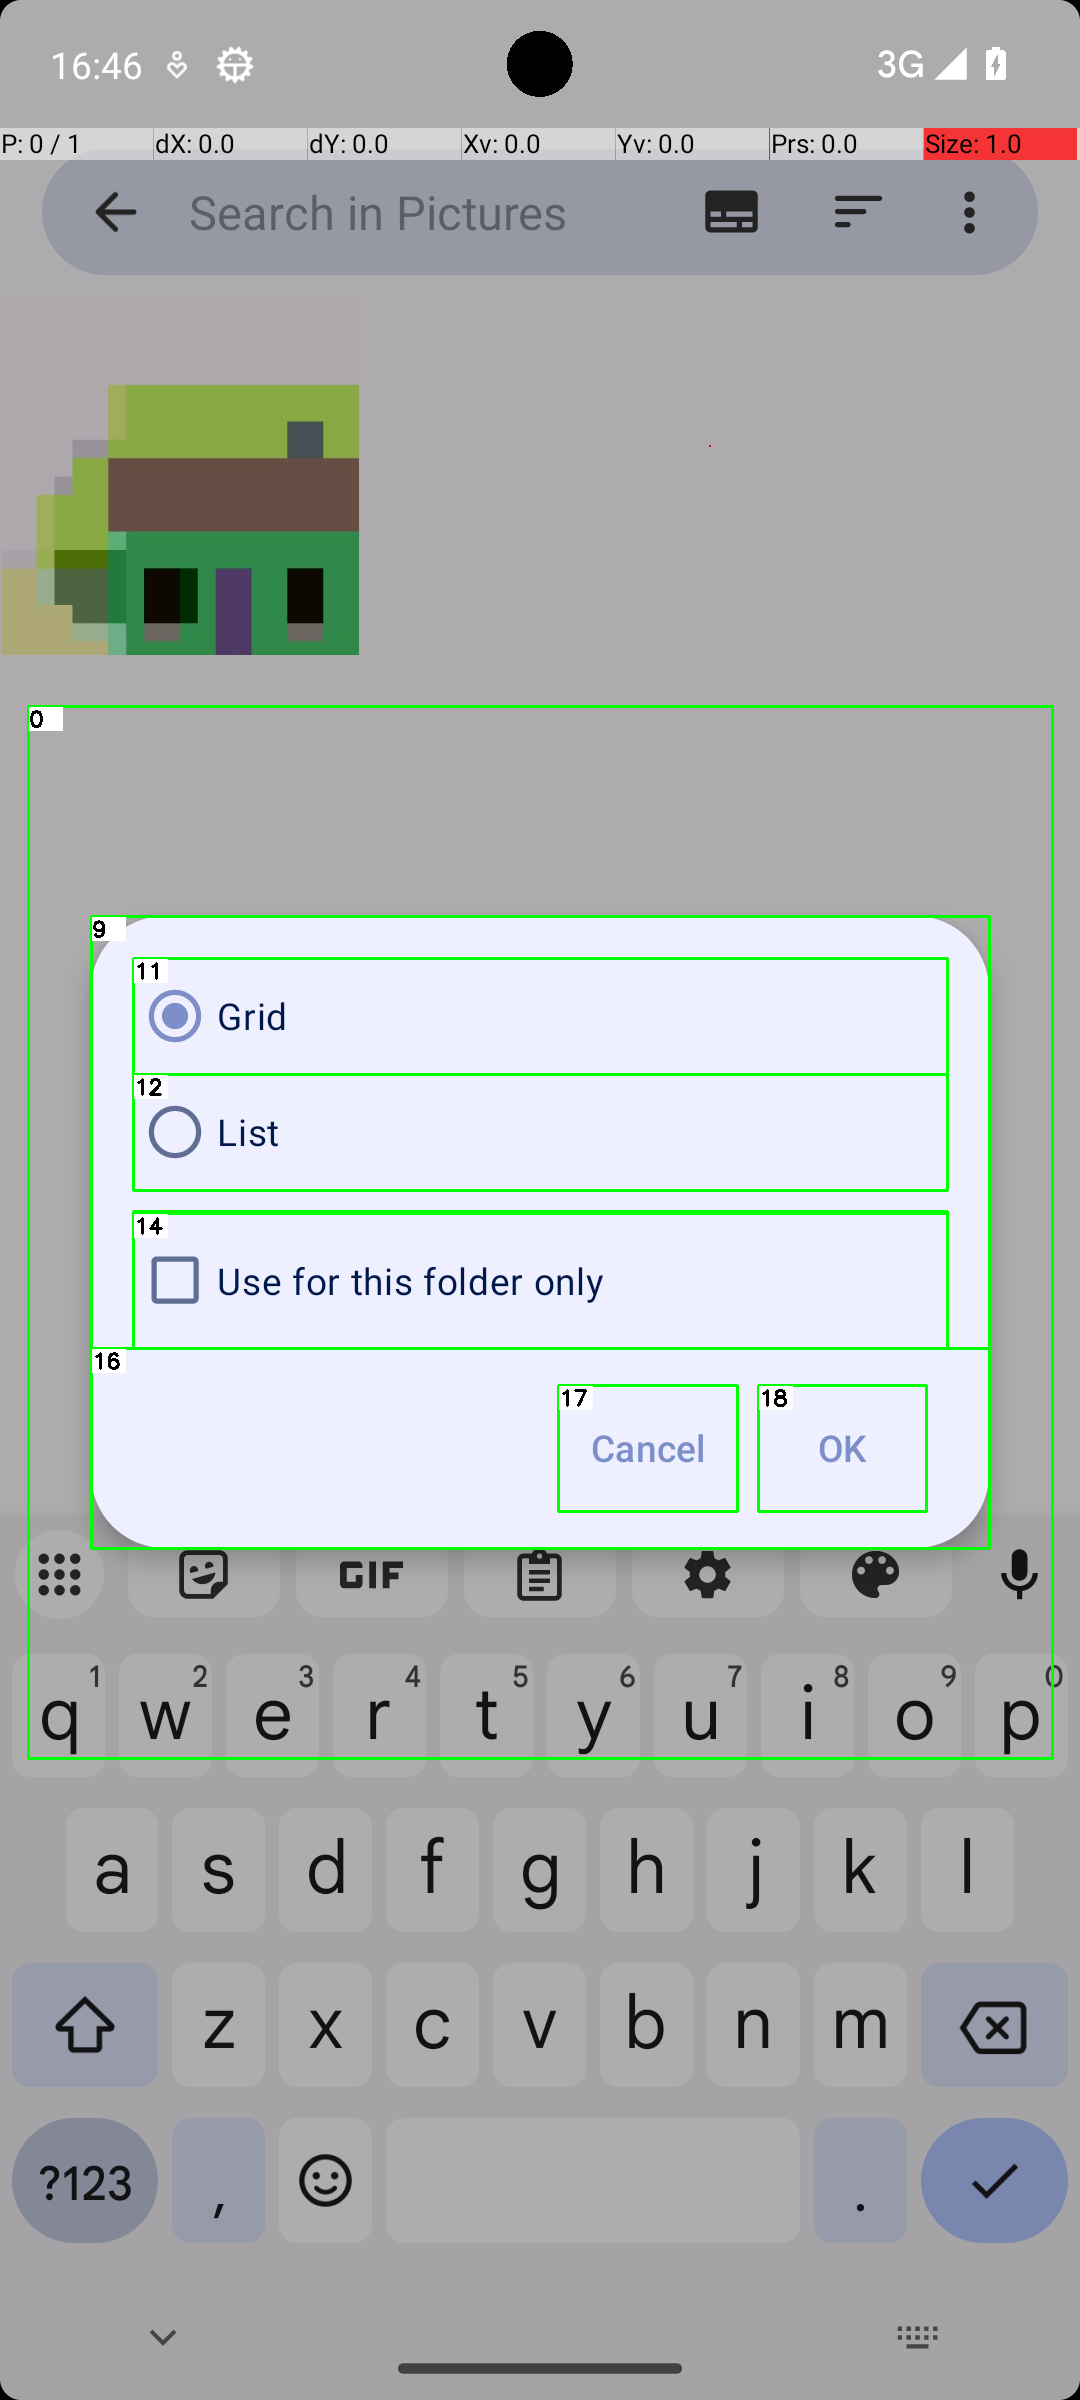 16:46
3G
P: 0 / 1
dX: 0.0
dY: 0.0
Xv: 0.0
Yv: 0.0
Prs: 0.0
Size: 1.0
Search in Pictures
0
9
11
Grid
12
List
14
Use for this folder only
16
17
Cancel
18
OK
GIF
q 1 w 2 e 3 r 4 t 5 y 6 u 7 i 8 o 9 p 0
a s d f g h j k l
z x c v b n m
?123 , .